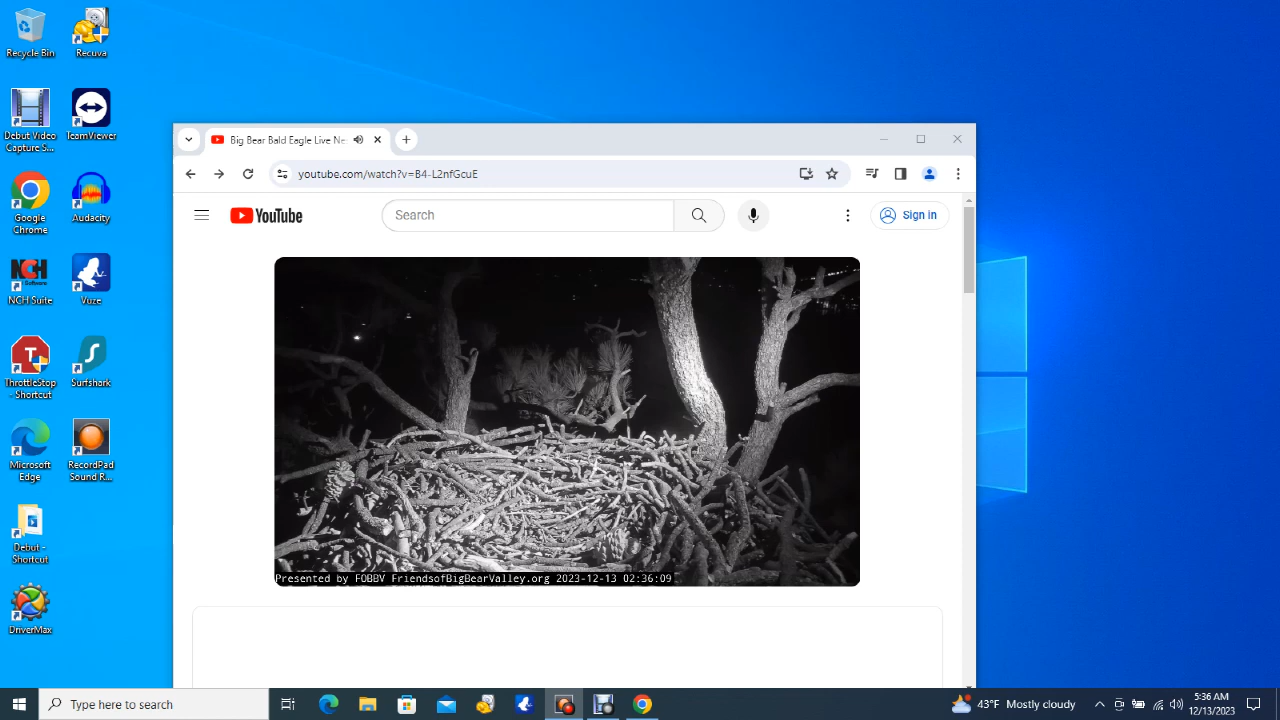 Recycle Bin
Recuva
Debut Video
Capture S...
TeamViewer
Google
Chrome
Audacity
NCH
Software
NCH Suite
Vuze
T
ThrottleStop
- Shortcut
Surfshark
Microsoft
Edge
RecordPad
Sound R...
Debut -
Shortcut
DriverMax
Big Bear Bald Eagle Live Ne
youtube.com/watch?v=B4-L2nfGcuE
YouTube
Search
Sign in
Presented by FOBBV FriendsofBigBearValley.org 2023-12-13 02:36:09
Type here to search
43°F Mostly cloudy
5:36 AM
12/13/2023